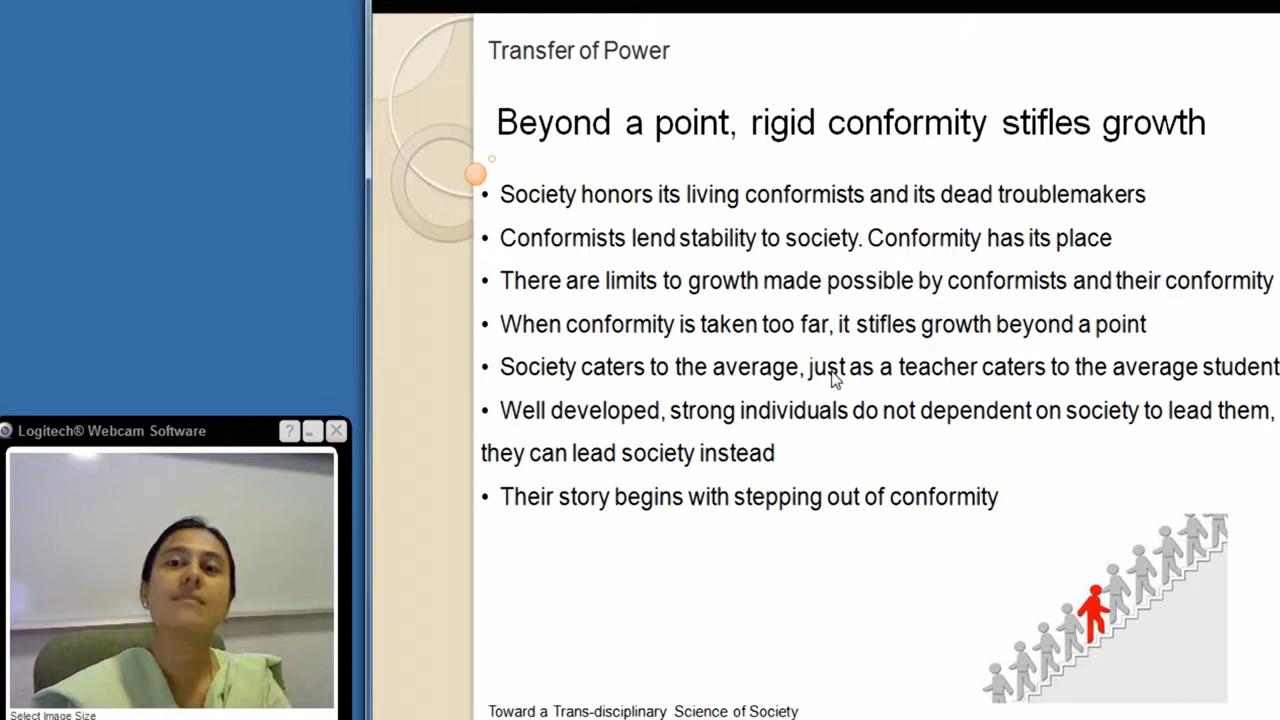 Transfer of Power
Beyond a point, rigid conformity stifles growth
• Society honors its living conformists and its dead troublemakers
• Conformists lend stability to society. Conformity has its place
• There are limits to growth made possible by conformists and their conformity
• When conformity is taken too far, it stifles growth beyond a point
• Society caters to the average, just as a teacher caters to the average student
• Well developed, strong individuals do not dependent on society to lead them,
they can lead society instead
• Their story begins with stepping out of conformity
Logitech® Webcam Software
? _ X
Select Image Size
Toward a Trans-disciplinary Science of Society